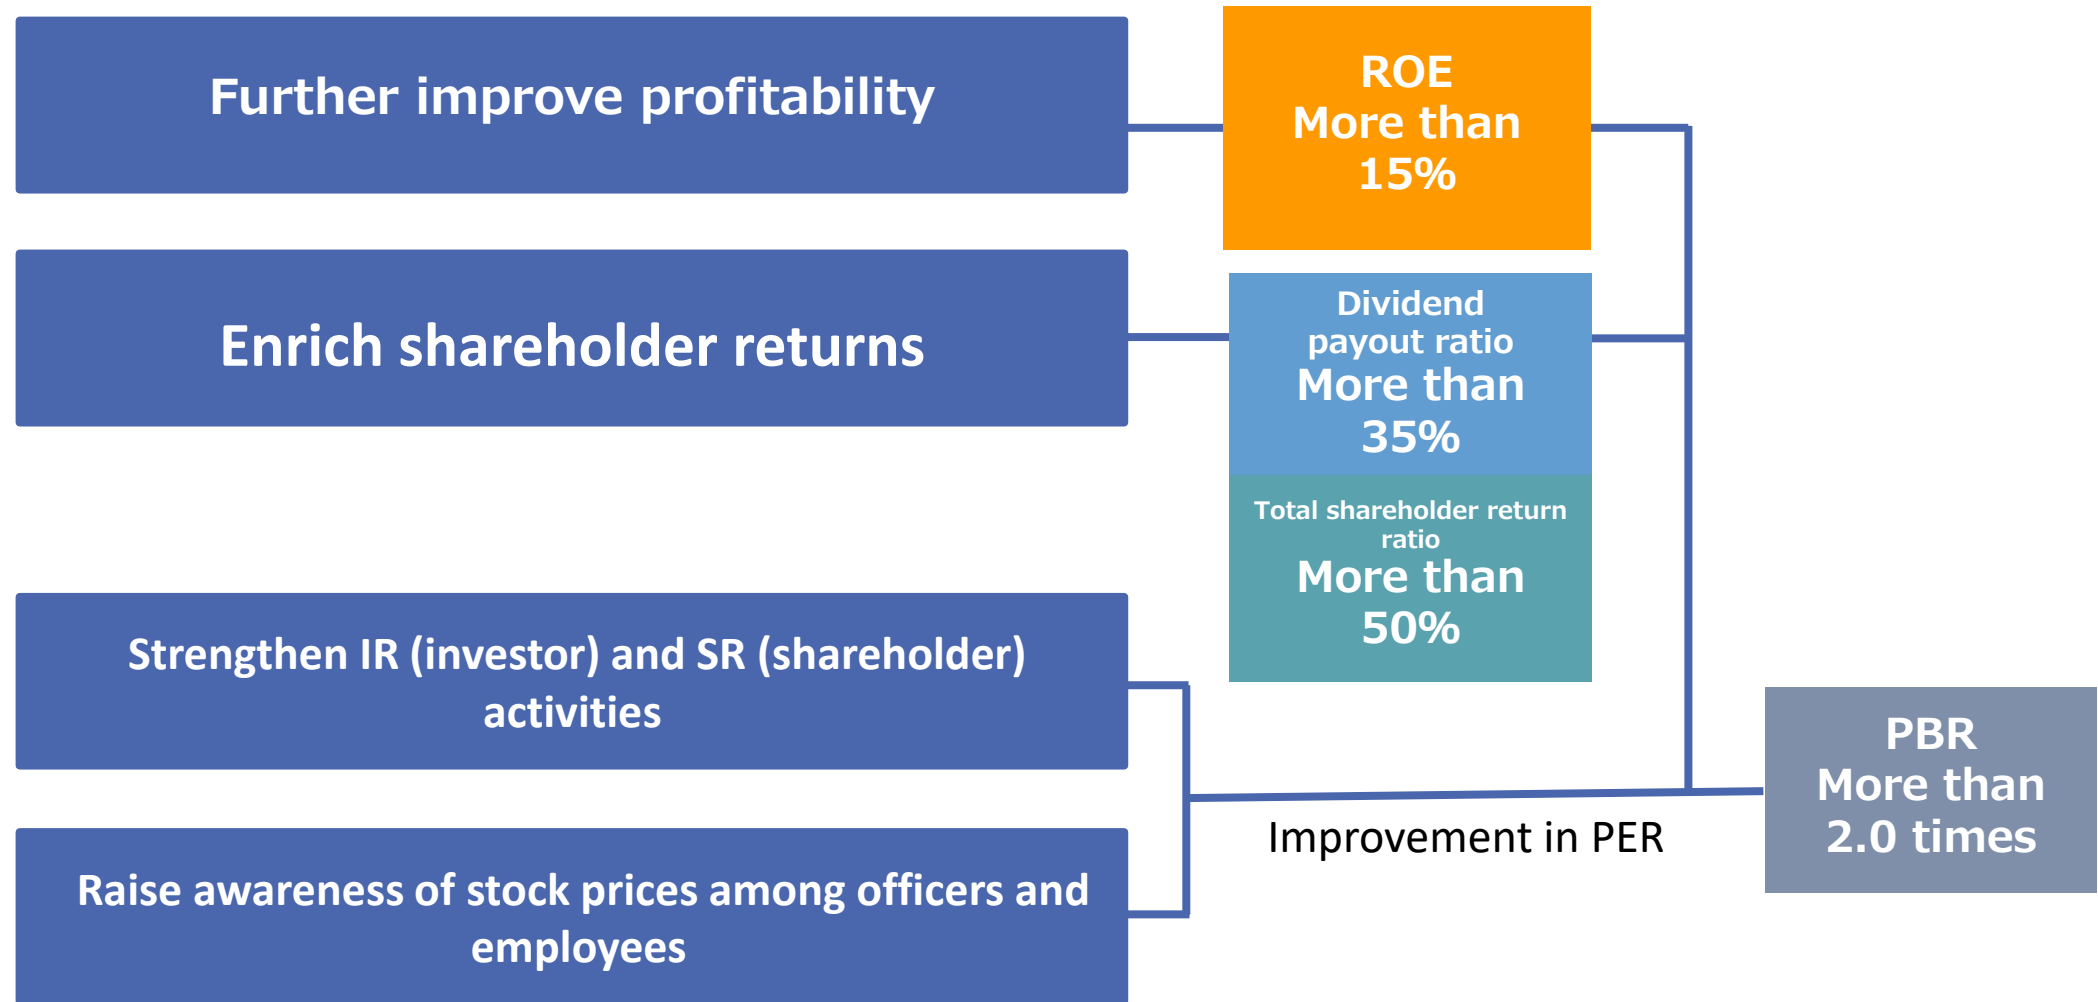 Further improve profitability
ROE
More than
15%
Enrich shareholder returns
Dividend
payout ratio
More than
35%
Total shareholder return
ratio
More than
50%
Strengthen IR (investor) and SR (shareholder)
activities
Raise awareness of stock prices among officers and
employees
Improvement in PER
PBR
More than
2.0 times